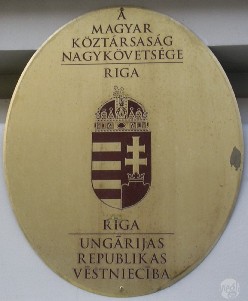 A
MAGYAR
KÖZTÁRSASÁG
NAGYKÖVETSÉGE
RIGA
RĪGA
UNGĀRIJAS
REPUBLIKAS
VĒSTNIECĪBA